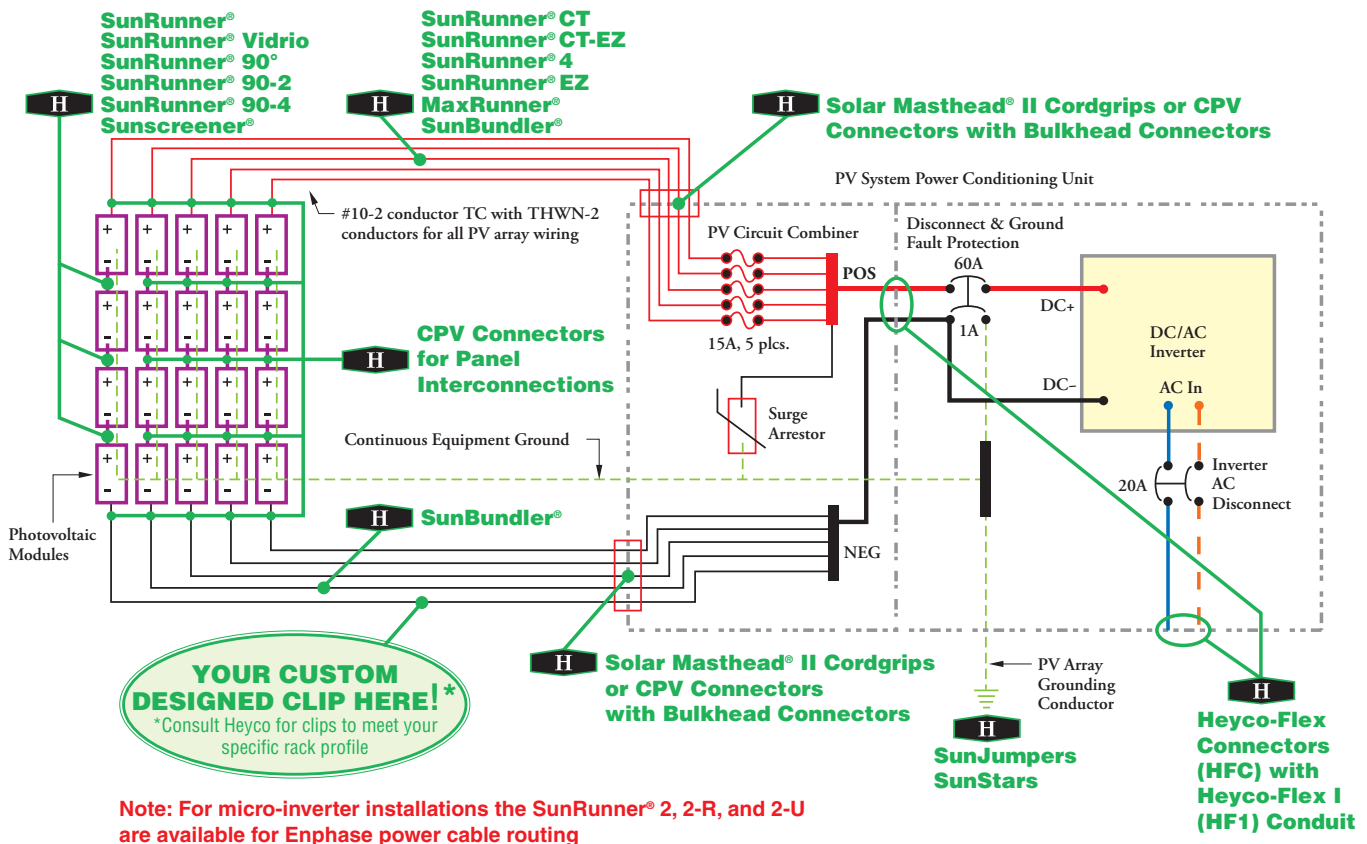 SunRunner®
SunRunner® Vidrio
SunRunner® 90°
SunRunner® 90-2
SunRunner® 90-4
Sunscreener®
H
SunRunner® CT
SunRunner® CT-EZ
SunRunner® 4
SunRunner® EZ
MaxRunner®
SunBundler®
H
H
Solar Masthead® II Cordgrips or CPV
Connectors with Bulkhead Connectors
PV System Power Conditioning Unit
#10-2 conductor TC with THWN-2
conductors for all PV array wiring
PV Circuit Combiner
POS
15A, 5 plcs.
Disconnect & Ground
Fault Protection
60A
1A
DC+
DC–
DC/AC
Inverter
AC In
+ + + + +
- - - - -
+ + + + +
- - - - -
+ + + + +
- - - - -
+ + + + +
- - - - -
H
CPV Connectors
for Panel
Interconnections
Surge
Arrestor
Continuous Equipment Ground
20A
Inverter
AC
Disconnect
Photovoltaic
Modules
H
SunBundler®
NEG
YOUR CUSTOM
DESIGNED CLIP HERE!*
*Consult Heyco for clips to meet your
specific rack profile
H
Solar Masthead® II Cordgrips
or CPV Connectors
with Bulkhead Connectors
PV Array
Grounding
Conductor
H
SunJumpers
SunStars
H
Heyco-Flex
Connectors
(HFC) with
Heyco-Flex I
(HF1) Conduit
Note: For micro-inverter installations the SunRunner® 2, 2-R, and 2-U
are available for Enphase power cable routing